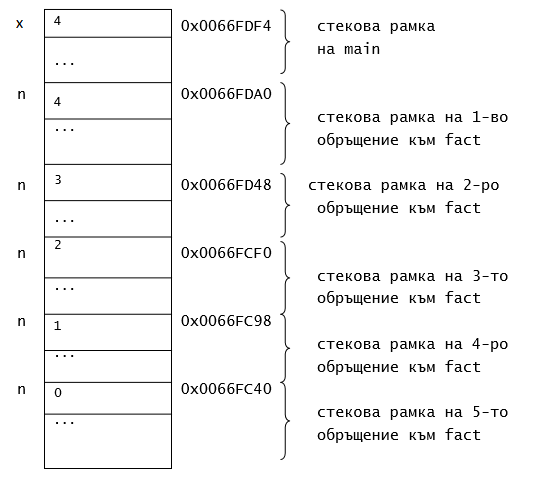 x 4 0x0066FDF4 стекова рамка
... на main
n 4 0x0066FDA0 стекова рамка на 1-во
... обръщение към fact
n 3 0x0066FD48 стекова рамка на 2-ро
... обръщение към fact
n 2 0x0066FCF0 стекова рамка на 3-то
... обръщение към fact
n 1 0x0066FC98 стекова рамка на 4-ро
... обръщение към fact
n 0 0x0066FC40 стекова рамка на 5-то
... обръщение към fact